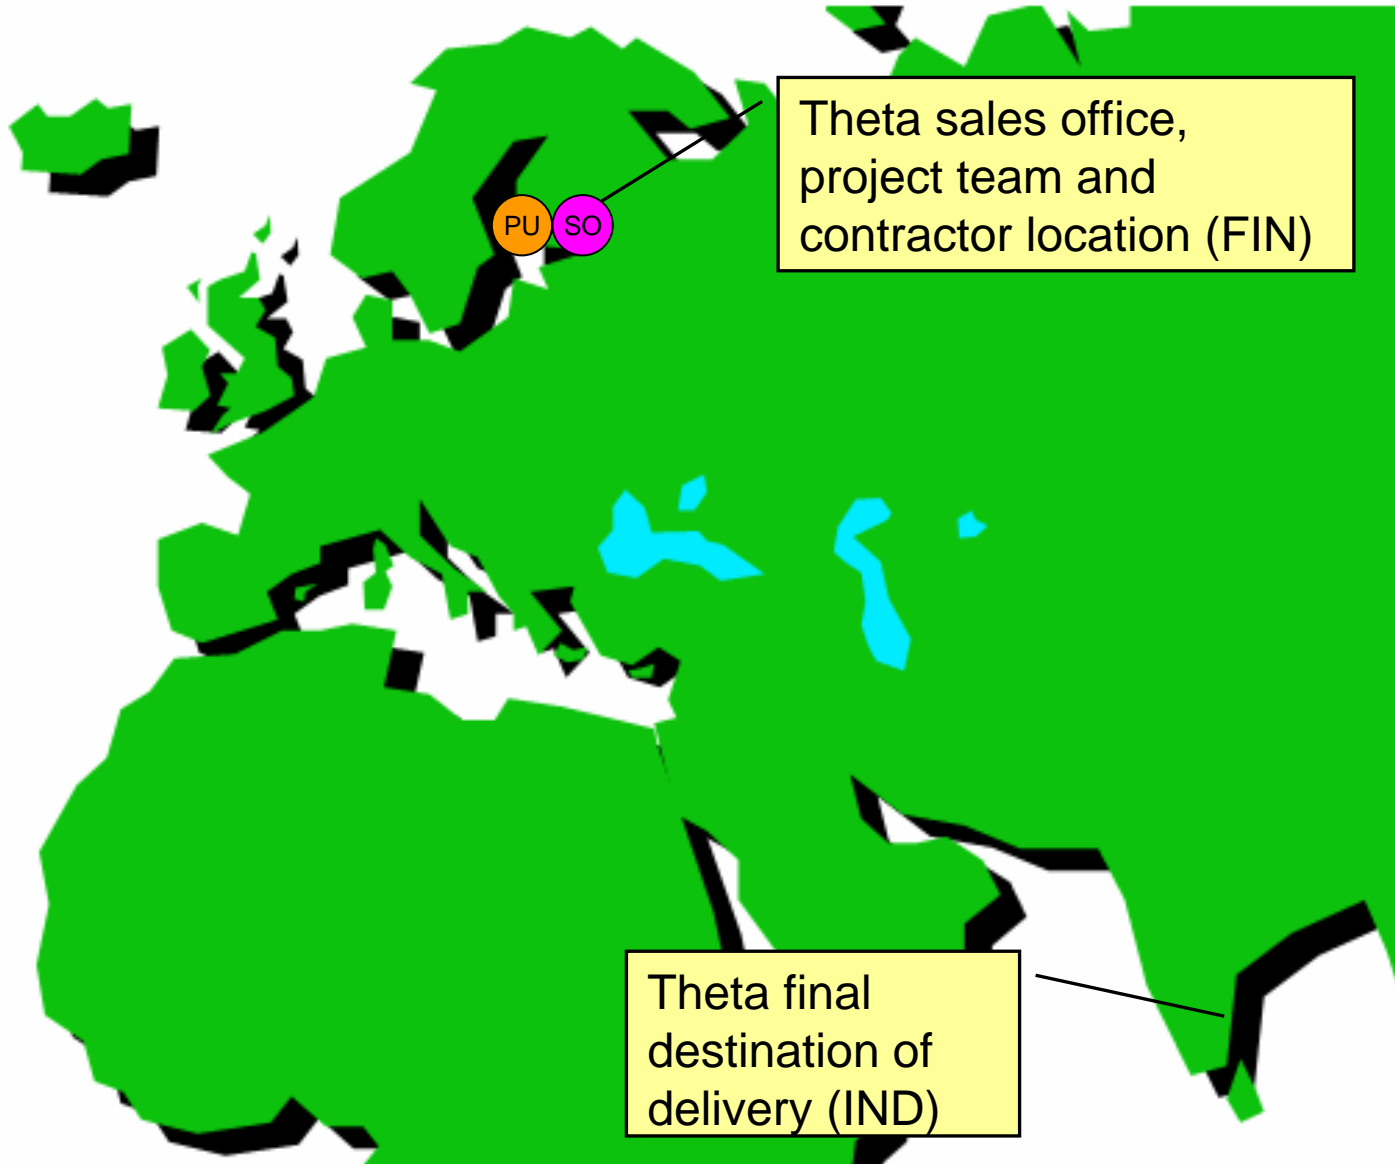 Theta sales office,
project team and
contractor location (FIN)
PU SO
Theta final
destination of
delivery (IND)